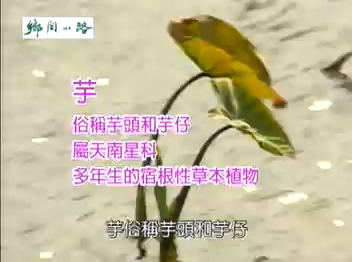 鄉間小路
芋
俗稱芋頭和芋仔
屬天南星科
多年生的宿根性草本植物
芋俗稱芋頭和芋仔